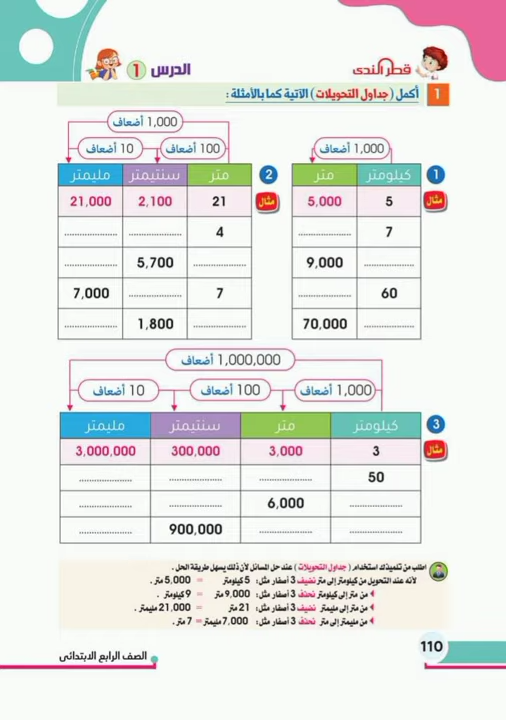 قطر الندى
الدرس 1
1 أكمل ( جداول التحويلات ) الآتية كما بالأمثلة :
1
1,000 أضعاف
كيلومتر متر
مثال 5 5,000
7 ..................
.................. 9,000
60 ..................
.................. 70,000
2
1,000 أضعاف
100 أضعاف 10 أضعاف
متر سنتيمتر مليمتر
مثال 21 2,100 21,000
4 .................. ..................
.................. 5,700 ..................
7 .................. 7,000
.................. 1,800 ..................
3
1,000,000 أضعاف
1,000 أضعاف 100 أضعاف 10 أضعاف
كيلومتر متر سنتيمتر مليمتر
مثال 3 3,000 300,000 3,000,000
50 .................. .................. ..................
.................. 6,000 .................. ..................
.................. .................. 900,000 ..................
اطلب من تلميذك استخدام ( جداول التحويلات ) عند حل المسائل لأن ذلك يسهل طريقة الحل .
لأنه عند التحويل من كيلومتر إلى متر نضيف 3 أصفار مثل: 5 كيلومتر = 5,000 متر .
من متر إلى كيلومتر نحذف 3 أصفار مثل: 9,000 متر = 9 كيلومتر .
من متر إلى مليمتر نضيف 3 أصفار مثل: 21 متر = 21,000 مليمتر .
من مليمتر إلى متر نحذف 3 أصفار مثل: 7,000 مليمتر = 7 متر .
110
الصف الرابع الابتدائى